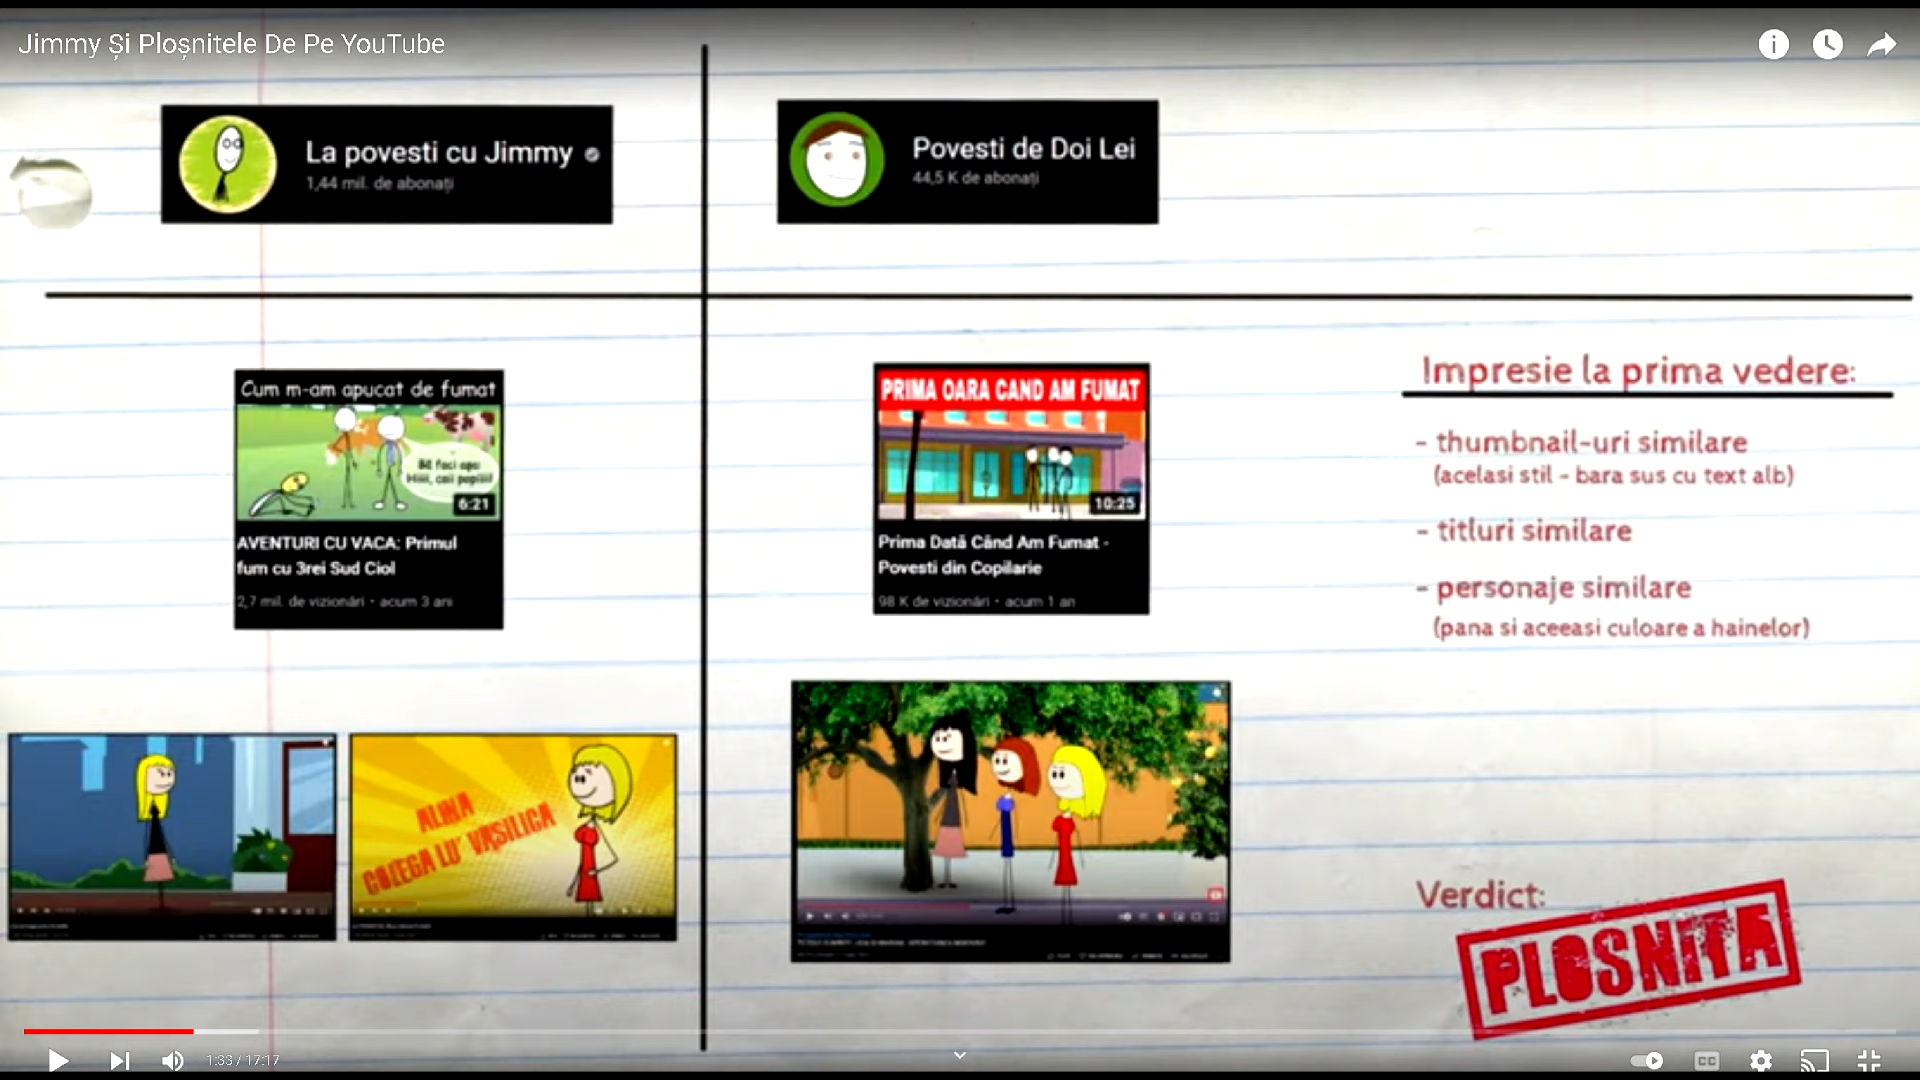 Jimmy Și Ploșnitele De Pe YouTube
La povesti cu Jimmy
1,44 mil. de abonați
Povesti de Doi Lei
44,5 K de abonați
Cum m-am apucat de fumat
6:21
AVENTURI CU VACA: Primul
fum cu 3rei Sud Ciol
2,7 mil. de vizionări • acum 3 ani
PRIMA OARA CAND AM FUMAT
10:25
Prima Dată Când Am Fumat -
Povesti din Copilarie
98 K de vizionări • acum 1 an
Impresie la prima vedere:
- thumbnail-uri similare
(acelasi stil - bara sus cu text alb)
- titluri similare
- personaje similare
(pana si aceeasi culoare a hainelor)
ALINA
COLEGA LU' VASILICA
Verdict:
PLOSNITA
1:33 / 17:17
CC